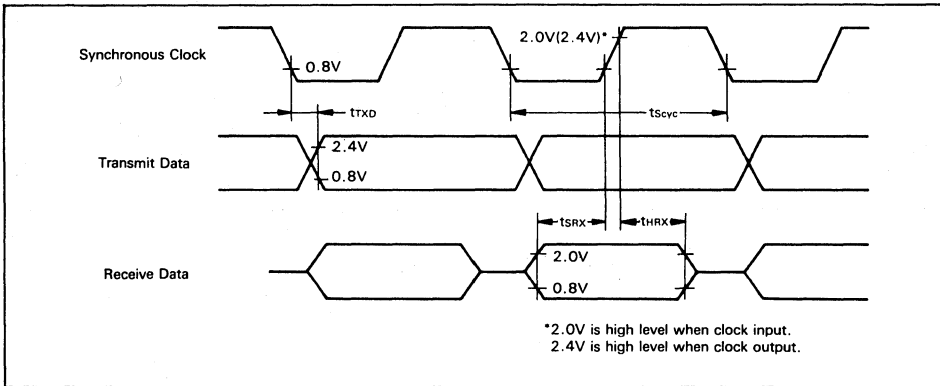 Synchronous Clock
2.0V(2.4V)*
0.8V
tTXD
tScyc
Transmit Data
2.4V
0.8V
tSRX
tHRX
Receive Data
2.0V
0.8V
*2.0V is high level when clock input.
2.4V is high level when clock output.